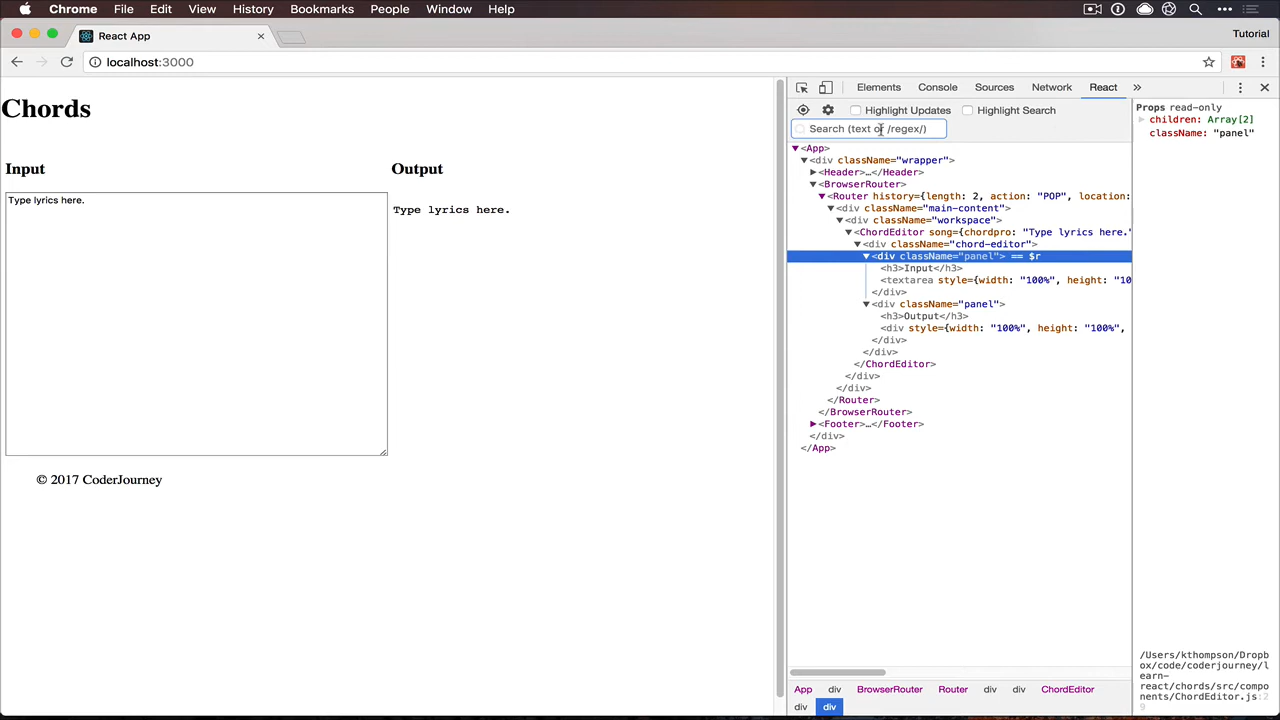 Chrome File Edit View History Bookmarks People Window Help
React App
Tutorial
localhost:3000
Chords
Input
Type lyrics here.
Output
Type lyrics here.
© 2017 CoderJourney
Elements Console Sources Network React »
Highlight Updates Highlight Search
Search (text or /regex/)
<App>
<div className="wrapper">
<Header>…</Header>
<BrowserRouter>
<Router history={length: 2, action: "POP", location:
<div className="main-content">
<div className="workspace">
<ChordEditor song={chordpro: "Type lyrics here."
<div className="chord-editor">
<div className="panel"> == $r
<h3>Input</h3>
<textarea style={width: "100%", height: "10
</div>
<div className="panel">
<h3>Output</h3>
<div style={width: "100%", height: "100%",
</div>
</div>
</ChordEditor>
</div>
</div>
</Router>
</BrowserRouter>
<Footer>…</Footer>
</div>
</App>
App div BrowserRouter Router div div ChordEditor
div div
Props read-only
children: Array[2]
className: "panel"
/Users/kthompson/Dropb
ox/code/coderjourney/l
earn-
react/chords/src/compo
nents/ChordEditor.js:2
9